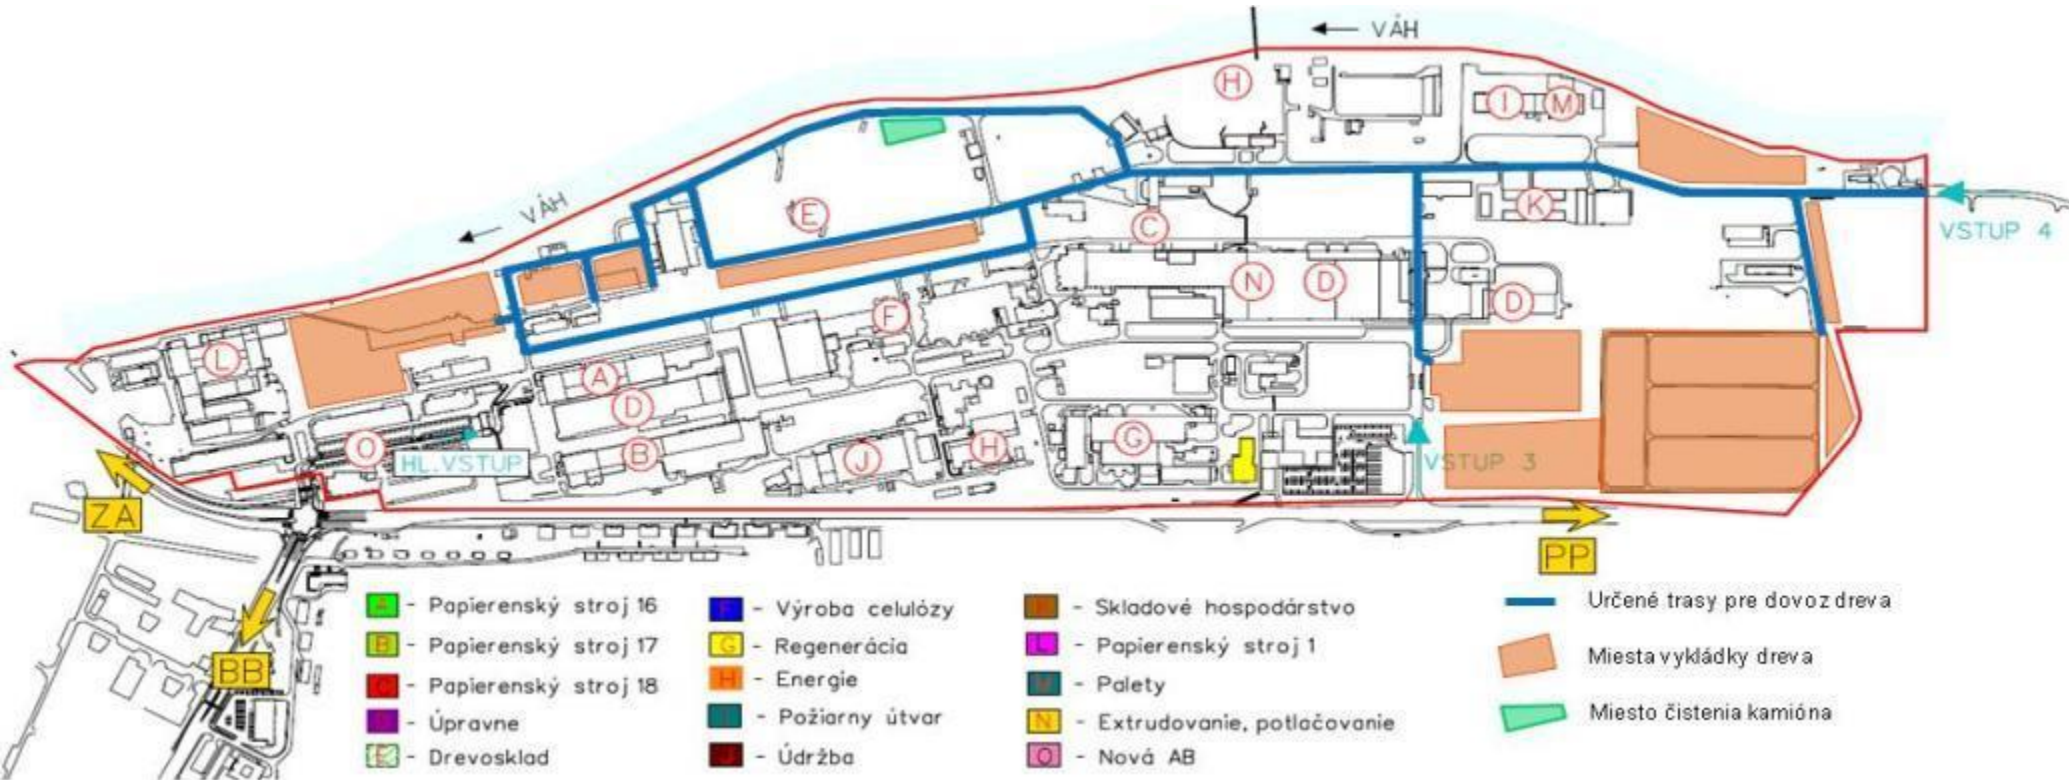 VÁH
H
I
M
VÁH
E
C
K
VSTUP 4
N
D
D
F
L
A
D
O
HL.VSTUP
B
J
H
G
VSTUP 3
ZA
PP
BB
A - Papierenský stroj 16
B - Papierenský stroj 17
C - Papierenský stroj 18
- Úpravne
E - Drevosklad
F - Výroba celulózy
G - Regenerácia
H - Energie
I - Požiarny útvar
J - Údržba
- Skladové hospodárstvo
L - Papierenský stroj 1
M - Palety
N - Extrudovanie, potlačovanie
O - Nová AB
Určené trasy pre dovoz dreva
Miesta vykládky dreva
Miesto čistenia kamióna